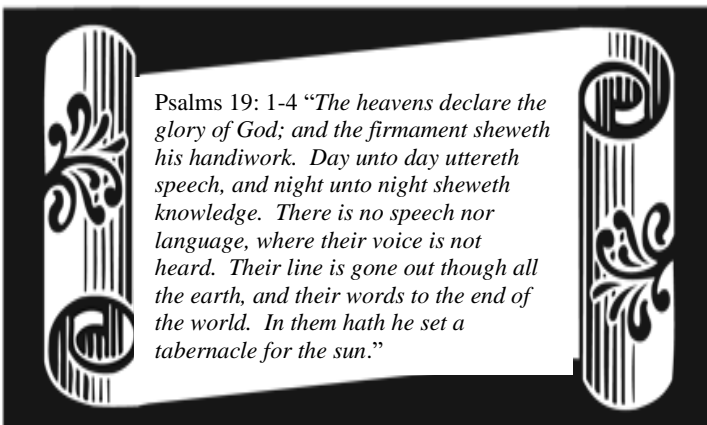 Psalms 19: 1-4 “The heavens declare the
glory of God; and the firmament sheweth
his handiwork.  Day unto day uttereth
speech, and night unto night sheweth
knowledge.  There is no speech nor
language, where their voice is not
heard.  Their line is gone out though all
the earth, and their words to the end of
the world.  In them hath he set a
tabernacle for the sun.”